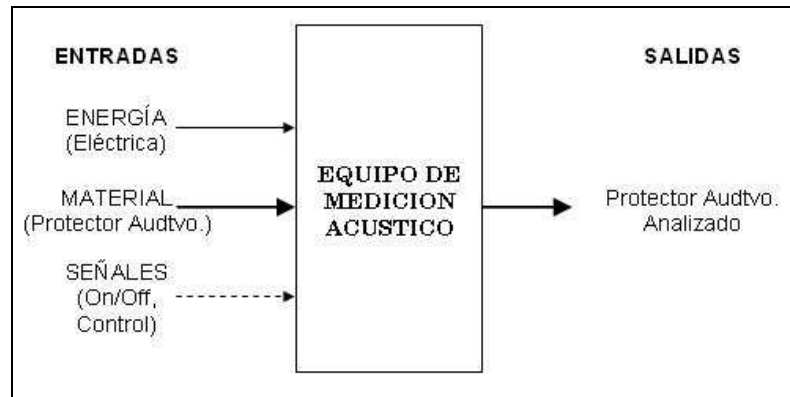 ENTRADAS
SALIDAS
ENERGÍA
(Eléctrica)
MATERIAL
(Protector Audtvo.)
SEÑALES
(On/Off,
Control)
EQUIPO DE
MEDICION
ACUSTICO
Protector Audtvo.
Analizado